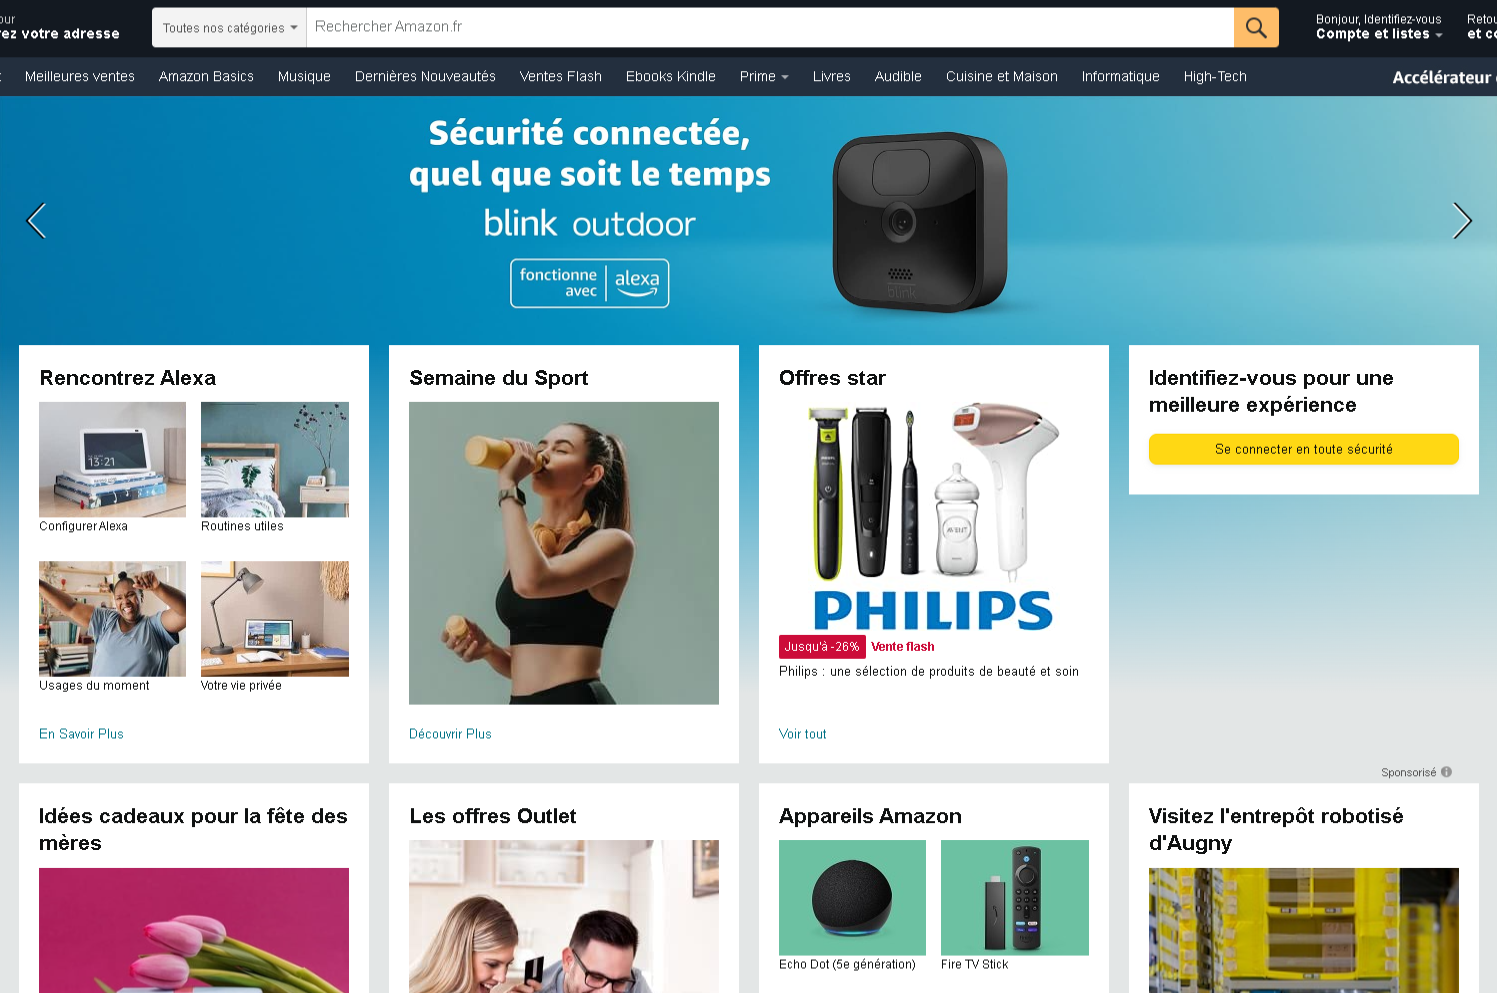 our
ez votre adresse
Toutes nos catégories
Rechercher Amazon.fr
Bonjour, Identifiez-vous
Compte et listes
Retou
et co
Meilleures ventes
Amazon Basics
Musique
Dernières Nouveautés
Ventes Flash
Ebooks Kindle
Prime
Livres
Audible
Cuisine et Maison
Informatique
High-Tech
Accélérateur
Sécurité connectée,
quel que soit le temps
blink outdoor
fonctionne
avec
alexa
blink
Rencontrez Alexa
13:21
Configurer Alexa
Routines utiles
Usages du moment
Votre vie privée
En Savoir Plus
Semaine du Sport
Découvrir Plus
Offres star
PHILIPS
AVENT
PHILIPS
Jusqu'à -26% Vente flash
Philips : une sélection de produits de beauté et soin
Voir tout
Identifiez-vous pour une
meilleure expérience
Se connecter en toute sécurité
Sponsorisé
Idées cadeaux pour la fête des
mères
Les offres Outlet
Appareils Amazon
Echo Dot (5e génération)
Fire TV Stick
Visitez l'entrepôt robotisé
d'Augny